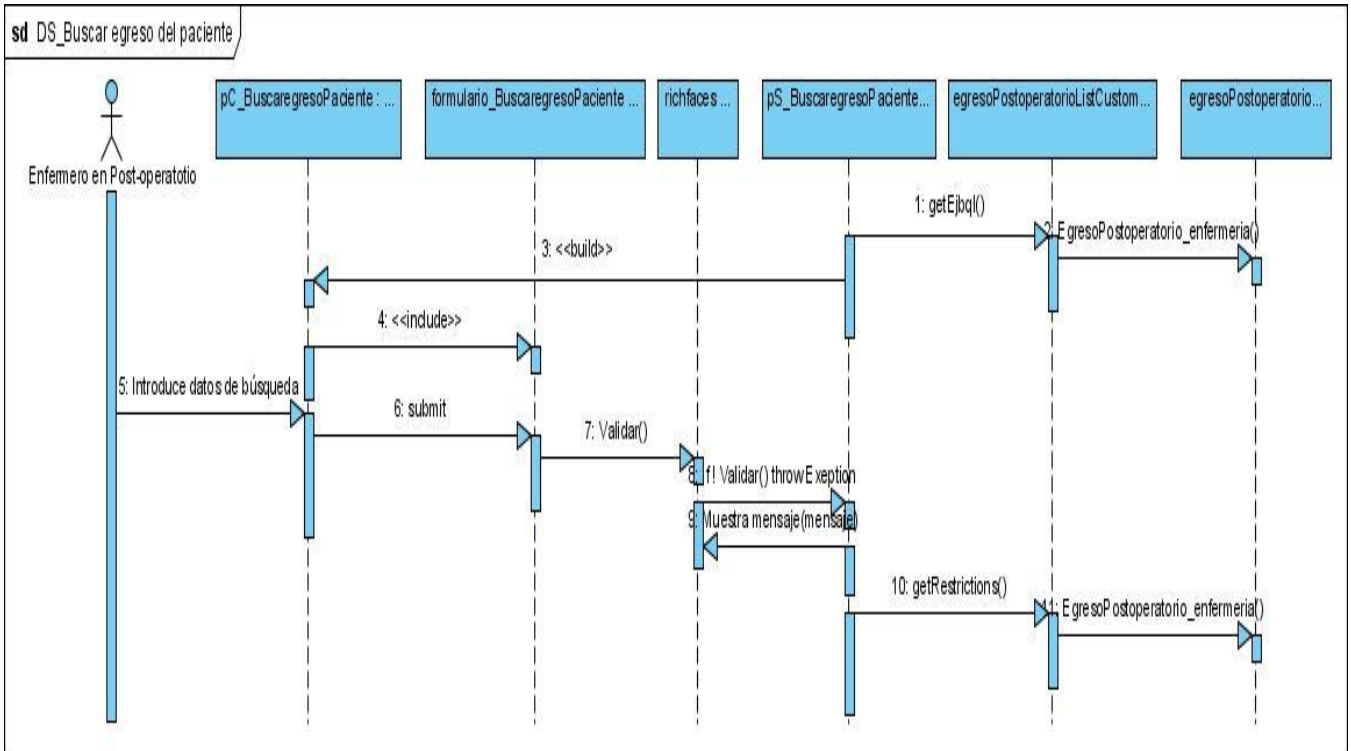 sd DS_Buscar egreso del paciente
pC_BuscaregresoPaciente : ...
formulario_BuscaregresoPaciente ...
richfaces ...
pS_BuscaregresoPaciente...
egresoPostoperatorioListCustom...
egresoPostoperatorio...
Enfermero en Post-operatotio
1: getEjbql()
2: EgresoPostoperatorio_enfermeria()
3: <<build>>
4: <<include>>
5: Introduce datos de búsqueda
6: submit
7: Validar()
8: if ! Validar() throwExeption
9: Muestra mensaje(mensaje)
10: getRestrictions()
11: EgresoPostoperatorio_enfermeria()